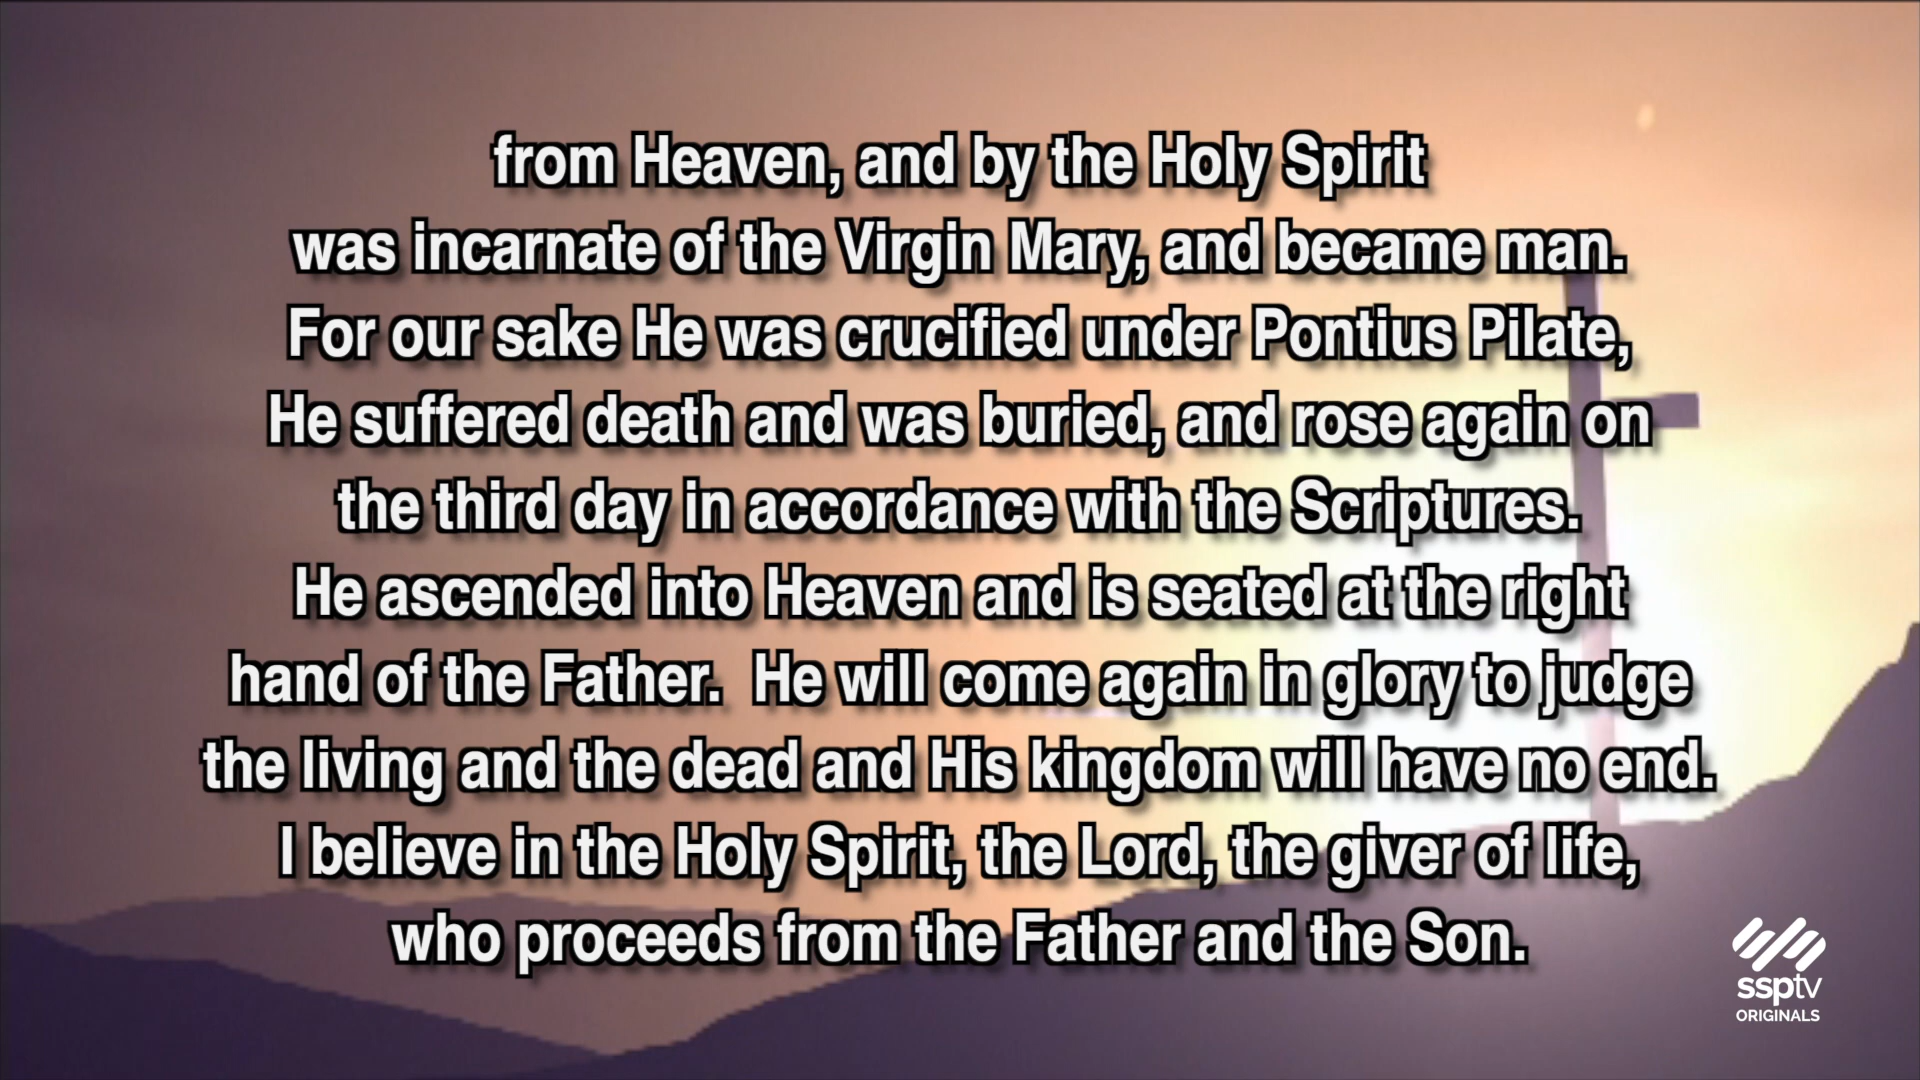 from Heaven, and by the Holy Spirit
was incarnate of the Virgin Mary, and became man.
For our sake He was crucified under Pontius Pilate,
He suffered death and was buried, and rose again on
the third day in accordance with the Scriptures.
He ascended into Heaven and is seated at the right
hand of the Father.  He will come again in glory to judge
the living and the dead and His kingdom will have no end.
I believe in the Holy Spirit, the Lord, the giver of life,
who proceeds from the Father and the Son.
ssptv
ORIGINALS